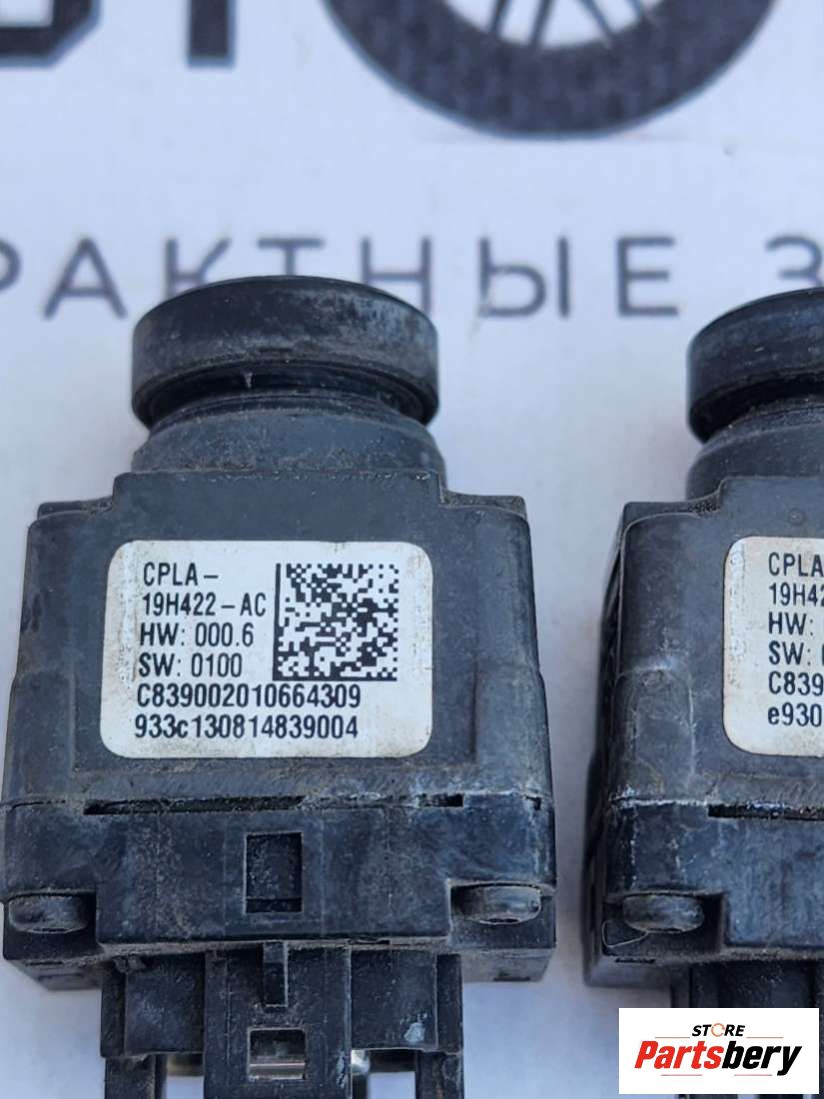 РАКТНЫЕ З
CPLA-
19H422-AC
HW: 000.6
SW: 0100
C839002010664309
933c130814839004
CPLA
19H42
HW:
SW:
C839
e930
STORE
Partsbery